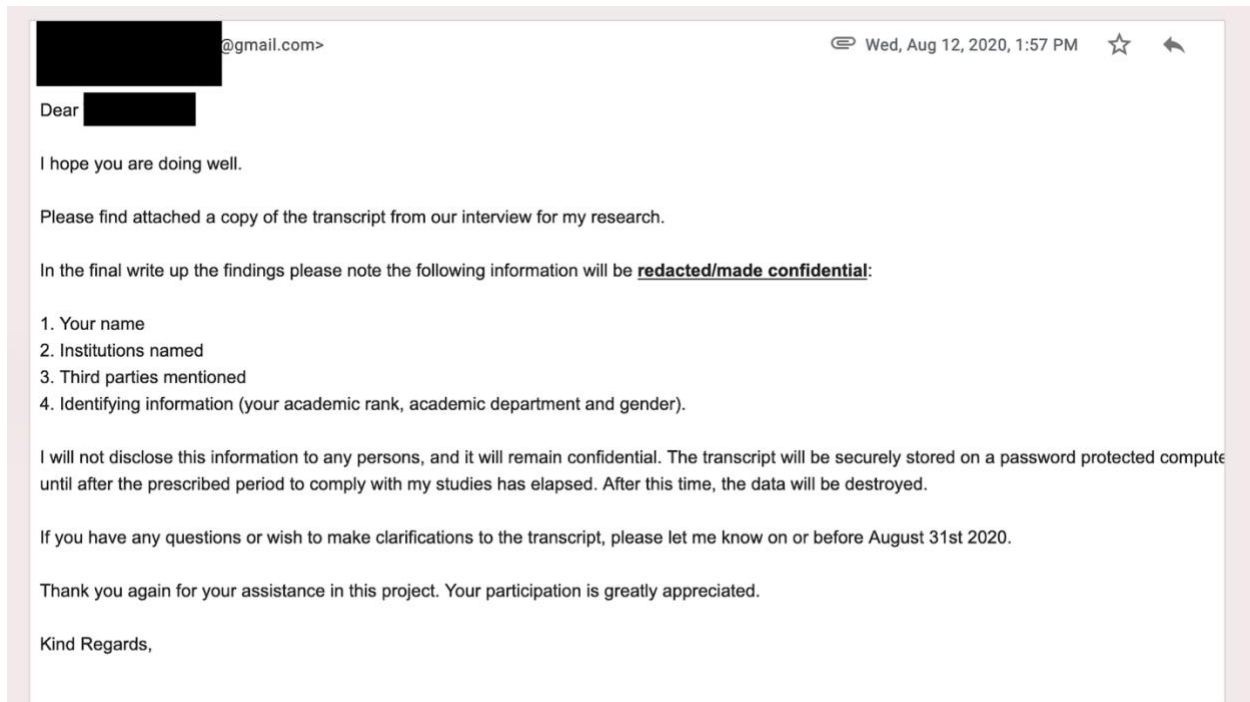 @gmail.com>
Wed, Aug 12, 2020, 1:57 PM
Dear
I hope you are doing well.
Please find attached a copy of the transcript from our interview for my research.
In the final write up the findings please note the following information will be redacted/made confidential:
1. Your name
2. Institutions named
3. Third parties mentioned
4. Identifying information (your academic rank, academic department and gender).
I will not disclose this information to any persons, and it will remain confidential. The transcript will be securely stored on a password protected compute
until after the prescribed period to comply with my studies has elapsed. After this time, the data will be destroyed.
If you have any questions or wish to make clarifications to the transcript, please let me know on or before August 31st 2020.
Thank you again for your assistance in this project. Your participation is greatly appreciated.
Kind Regards,